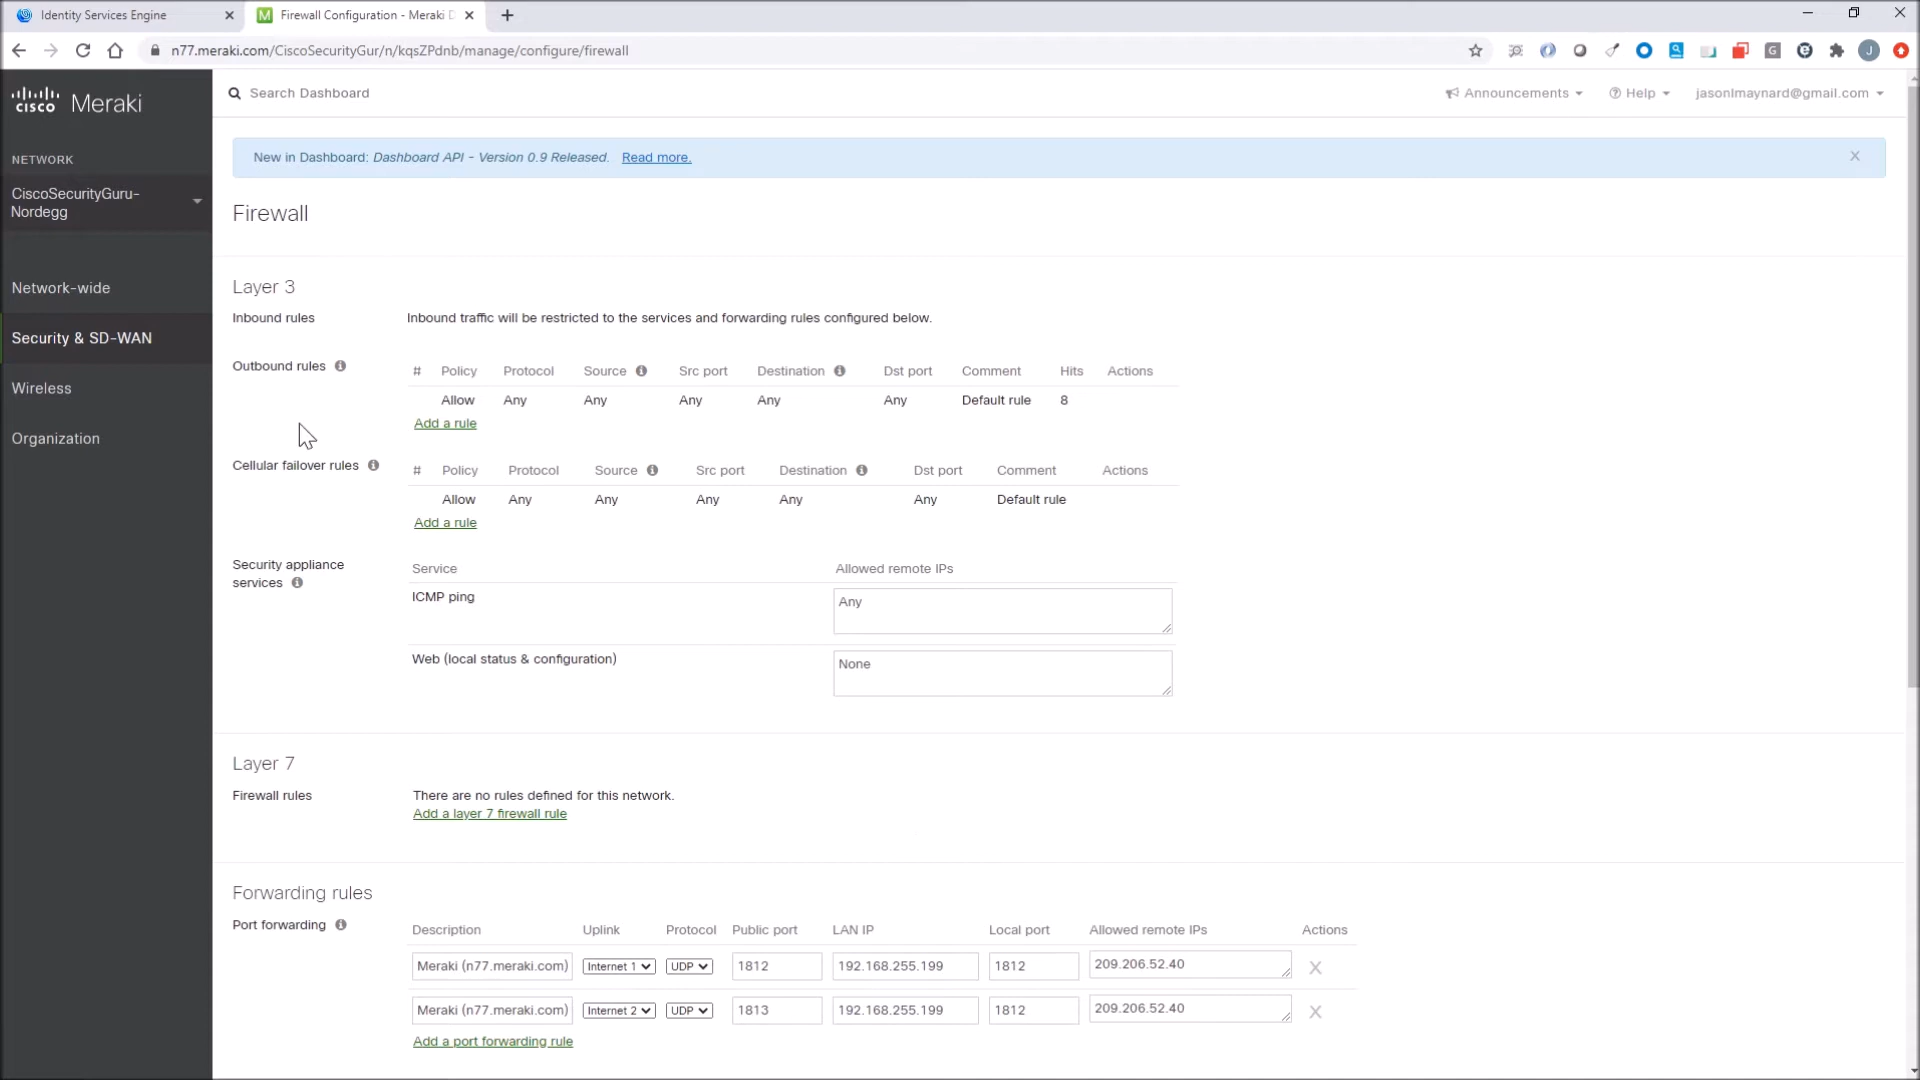 Identity Services Engine
Firewall Configuration - Meraki D
n77.meraki.com/CiscoSecurityGur/n/kqsZPdnb/manage/configure/firewall
CISCO Meraki
Search Dashboard
Announcements
Help
jasonlmaynard@gmail.com
NETWORK
CiscoSecurityGuru-
Nordegg
Network-wide
Security & SD-WAN
Wireless
Organization
New in Dashboard: Dashboard API - Version 0.9 Released. Read more.
Firewall
Layer 3
Inbound rules Inbound traffic will be restricted to the services and forwarding rules configured below.
Outbound rules
# Policy Protocol Source Src port Destination Dst port Comment Hits Actions
Allow Any Any Any Any Any Default rule 8
Add a rule
Cellular failover rules
# Policy Protocol Source Src port Destination Dst port Comment Actions
Allow Any Any Any Any Any Default rule
Add a rule
Security appliance
services
Service Allowed remote IPs
ICMP ping Any
Web (local status & configuration) None
Layer 7
Firewall rules There are no rules defined for this network.
Add a layer 7 firewall rule
Forwarding rules
Port forwarding
Description Uplink Protocol Public port LAN IP Local port Allowed remote IPs Actions
Meraki (n77.meraki.com) Internet 1 UDP 1812 192.168.255.199 1812 209.206.52.40 X
Meraki (n77.meraki.com) Internet 2 UDP 1813 192.168.255.199 1812 209.206.52.40 X
Add a port forwarding rule